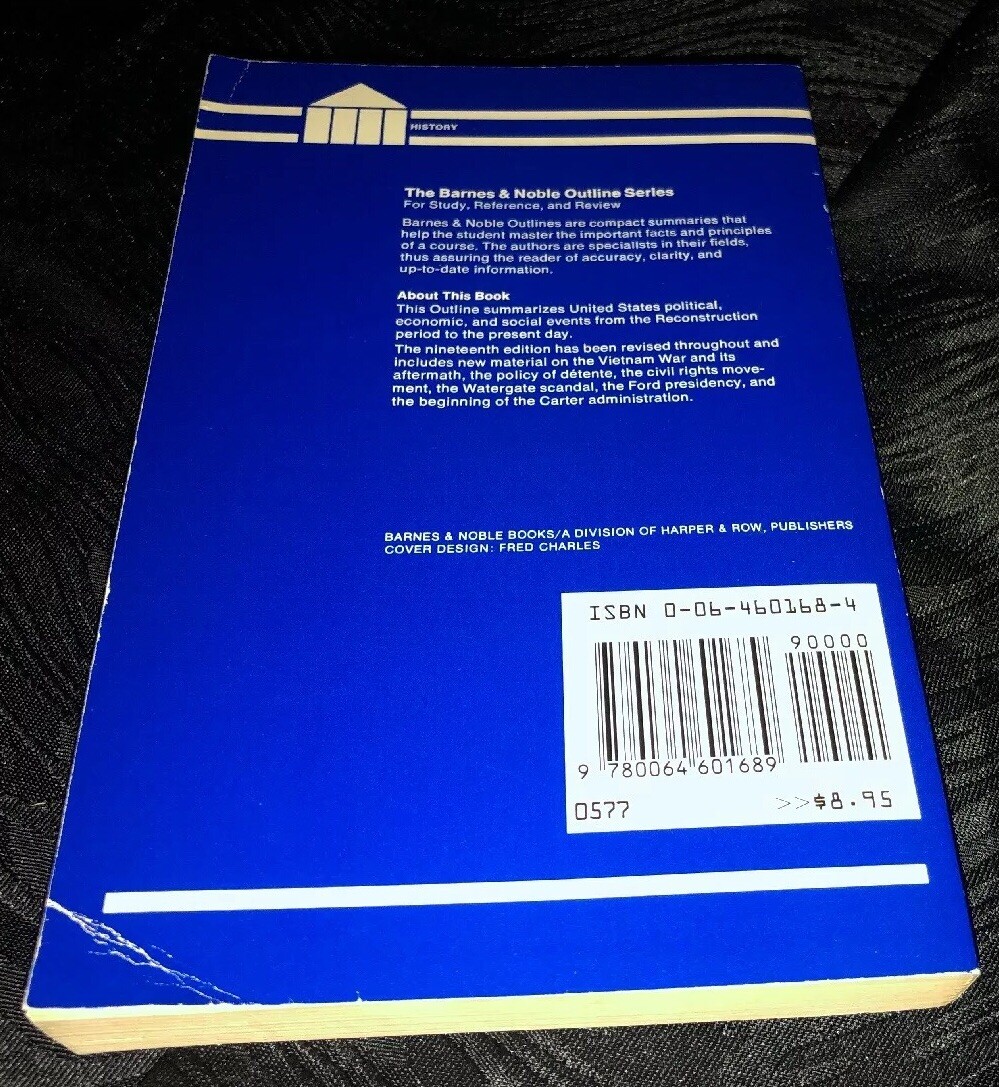 HISTORY
The Barnes & Noble Outline Series
For Study, Reference, and Review
Barnes & Noble Outlines are compact summaries that
help the student master the important facts and principles
of a course. The authors are specialists in their fields,
thus assuring the reader of accuracy, clarity, and
up-to-date information.
About This Book
This Outline summarizes United States political,
economic, and social events from the Reconstruction
period to the present day.
The nineteenth edition has been revised throughout and
includes new material on the Vietnam War and its
aftermath, the policy of détente, the civil rights move-
ment, the Watergate scandal, the Ford presidency, and
the beginning of the Carter administration.
BARNES & NOBLE BOOKS/A DIVISION OF HARPER & ROW, PUBLISHERS
COVER DESIGN: FRED CHARLES
ISBN 0-06-460168-4
90000
9 780064 601689
0577 >>$8.95